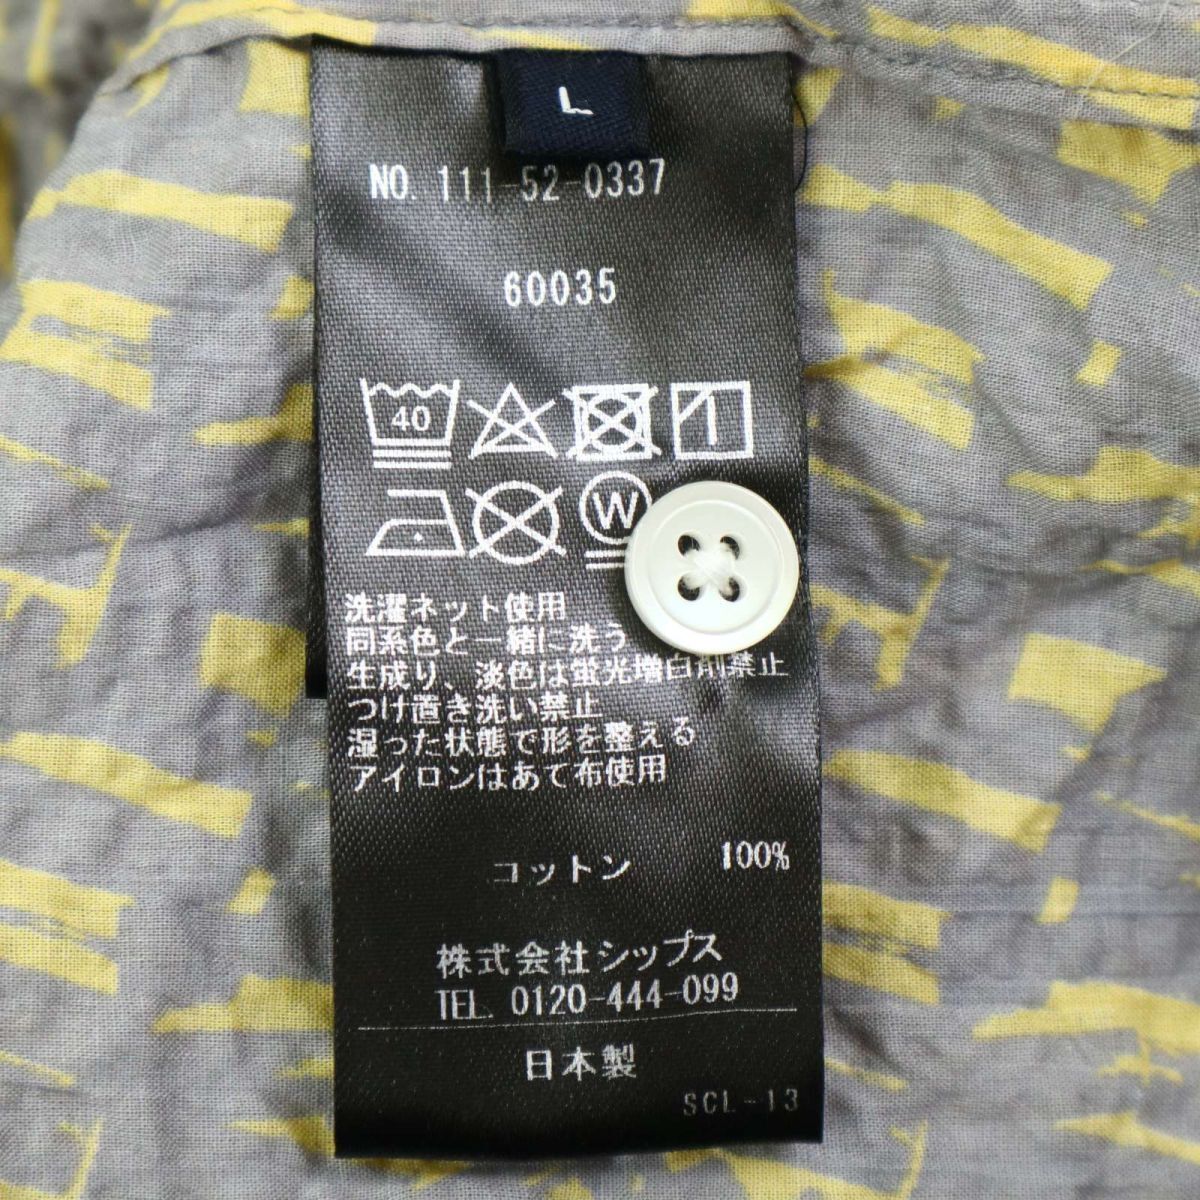 L
NO. 111-52-0337
60035
40
W
洗濯ネット使用
同系色と一緒に洗う
生成り、淡色は蛍光増白剤禁止
つけ置き洗い禁止
湿った状態で形を整える
アイロンはあて布使用
コットン 100%
株式会社シップス
TEL. 0120-444-099
日本製
SCL-13